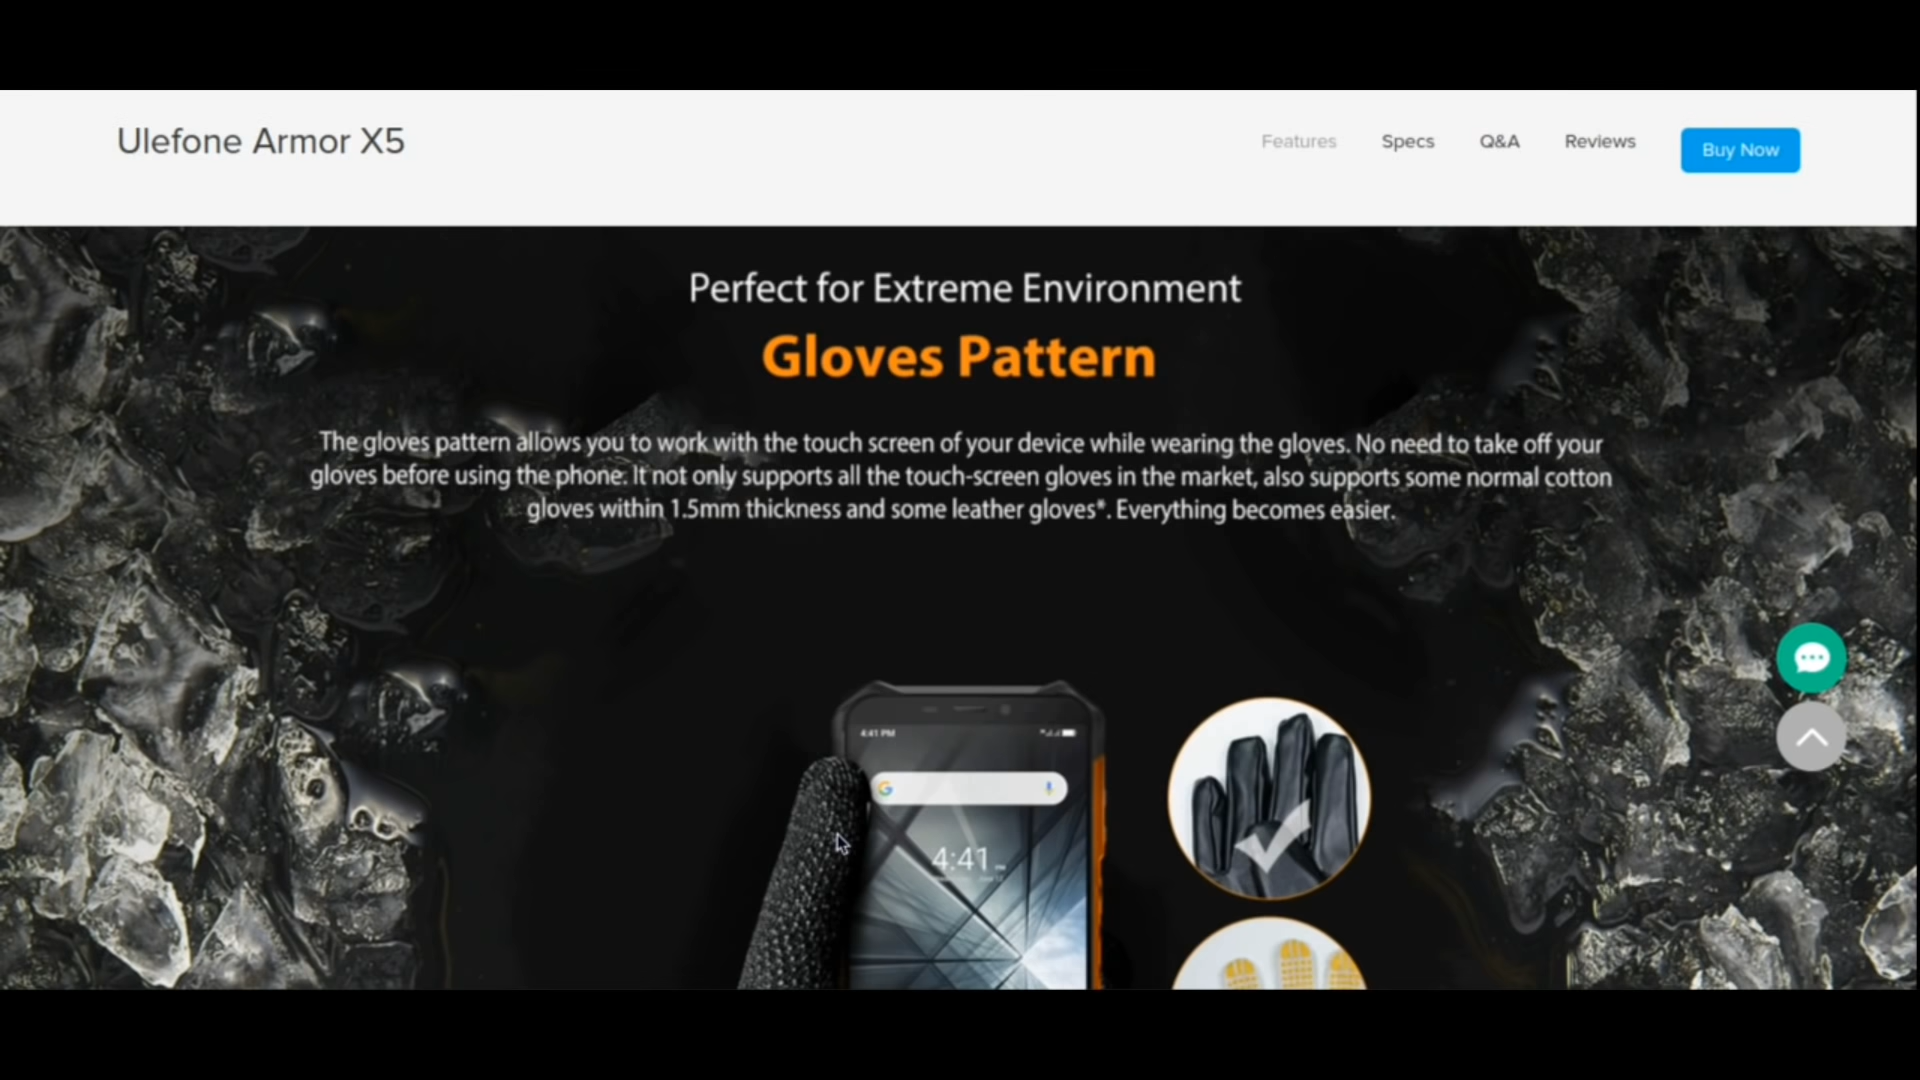 Ulefone Armor X5
Features Specs Q&A Reviews Buy Now
Perfect for Extreme Environment
Gloves Pattern
The gloves pattern allows you to work with the touch screen of your device while wearing the gloves. No need to take off your
gloves before using the phone. It not only supports all the touch-screen gloves in the market, also supports some normal cotton
gloves within 1.5mm thickness and some leather gloves*. Everything becomes easier.
4:41 PM
4:41